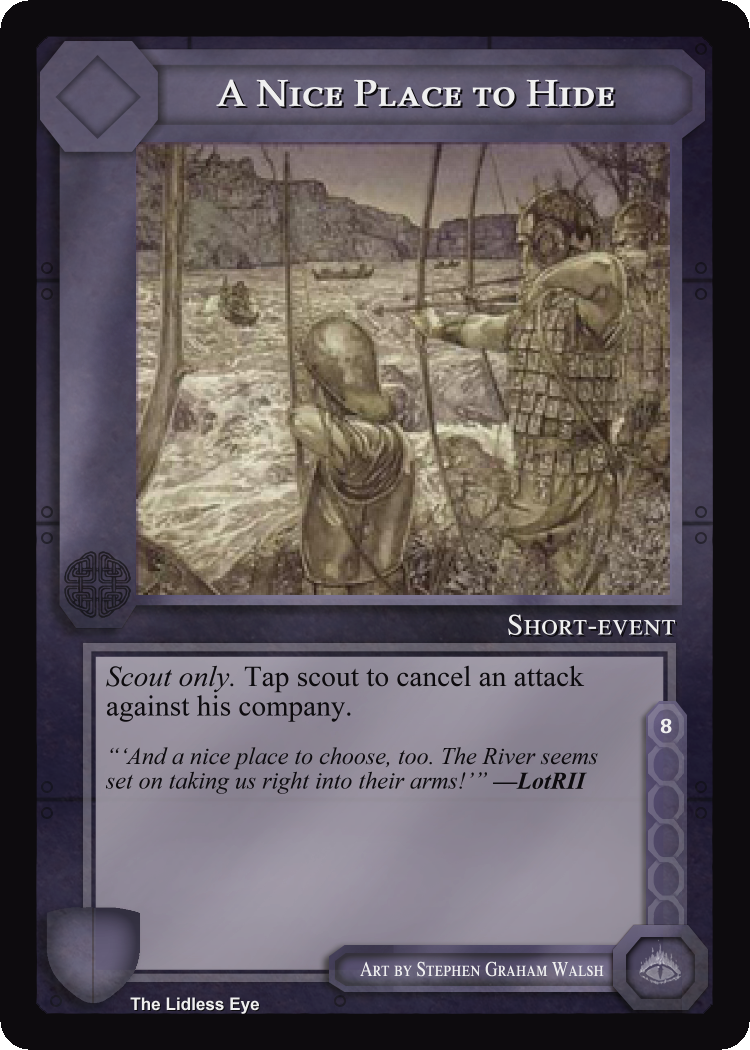 A Nice Place to Hide
Short-event
Scout only. Tap scout to cancel an attack
against his company.
8
“‘And a nice place to choose, too. The River seems
set on taking us right into their arms!’” —LotRII
Art by Stephen Graham Walsh
The Lidless Eye